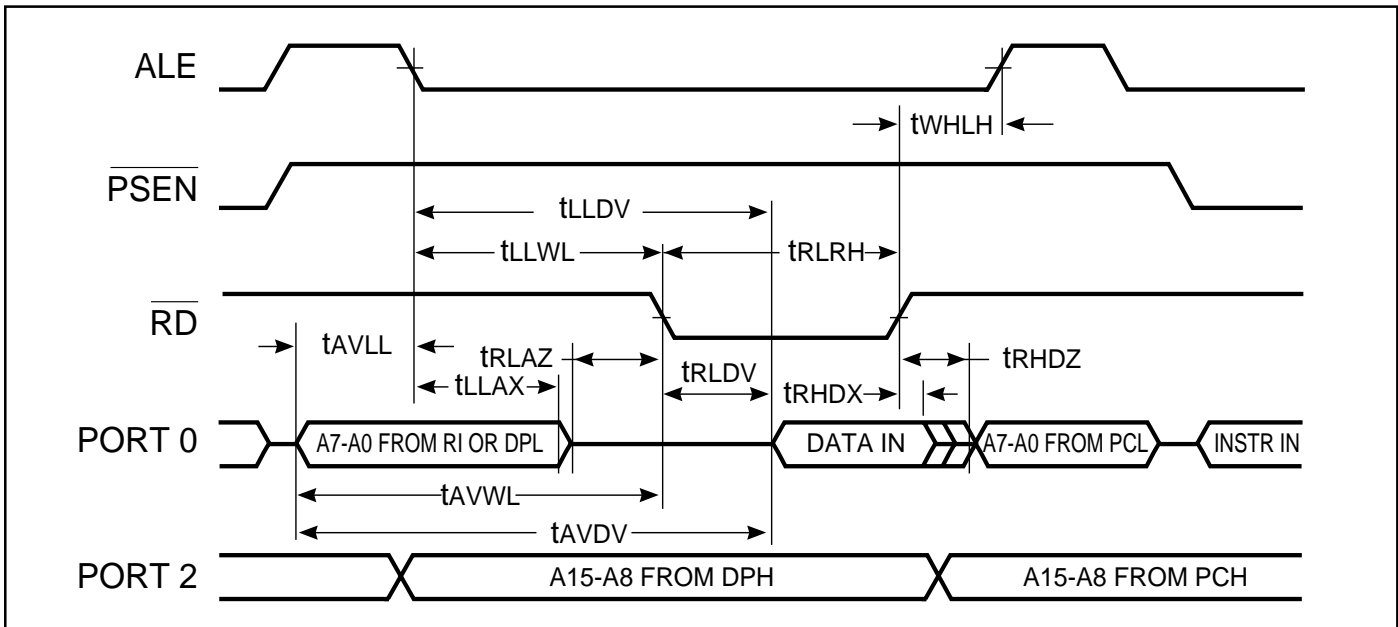 ALE
tWHLH
PSEN
tLLDV
tLLWL
tRLRH
RD
tAVLL
tRLAZ
tRLDV
tRHDZ
tLLAX
tRHDX
PORT 0
A7-A0 FROM RI OR DPL
DATA IN
A7-A0 FROM PCL
INSTR IN
tAVWL
tAVDV
PORT 2
A15-A8 FROM DPH
A15-A8 FROM PCH